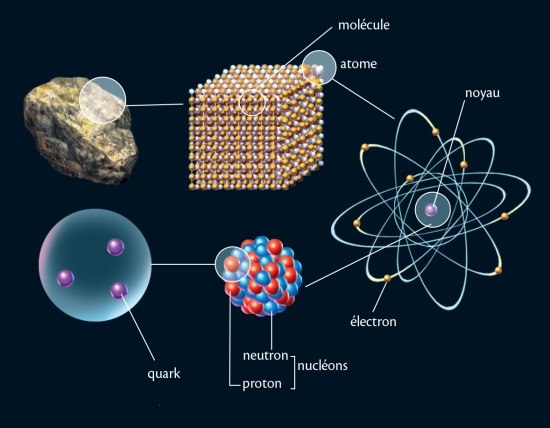 molécule
atome
noyau
électron
neutron
nucléons
proton
quark